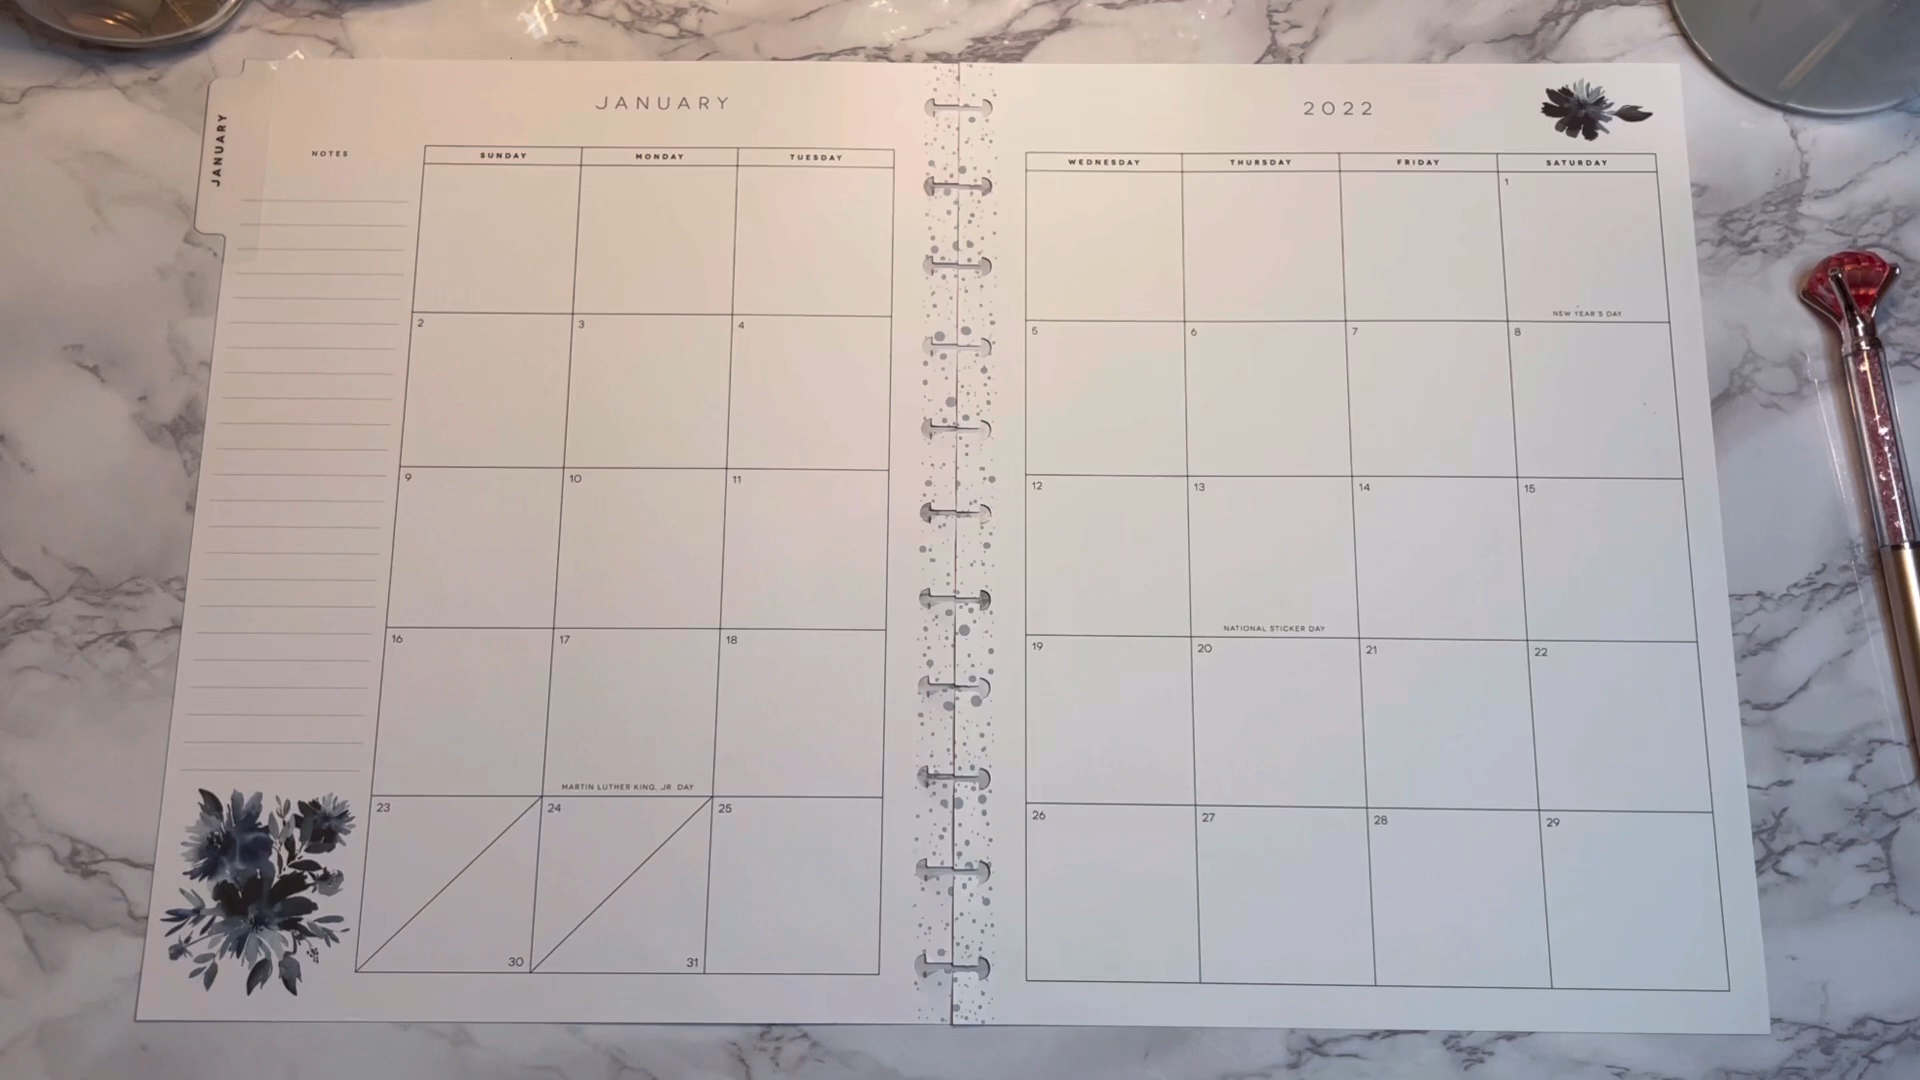 JANUARY
JANUARY
NOTES
SUNDAY MONDAY TUESDAY
2 3 4
9 10 11
16 17 18
MARTIN LUTHER KING, JR. DAY
23 24 25
30 31
2022
WEDNESDAY THURSDAY FRIDAY SATURDAY
1
NEW YEAR'S DAY
5 6 7 8
12 13 14 15
NATIONAL STICKER DAY
19 20 21 22
26 27 28 29